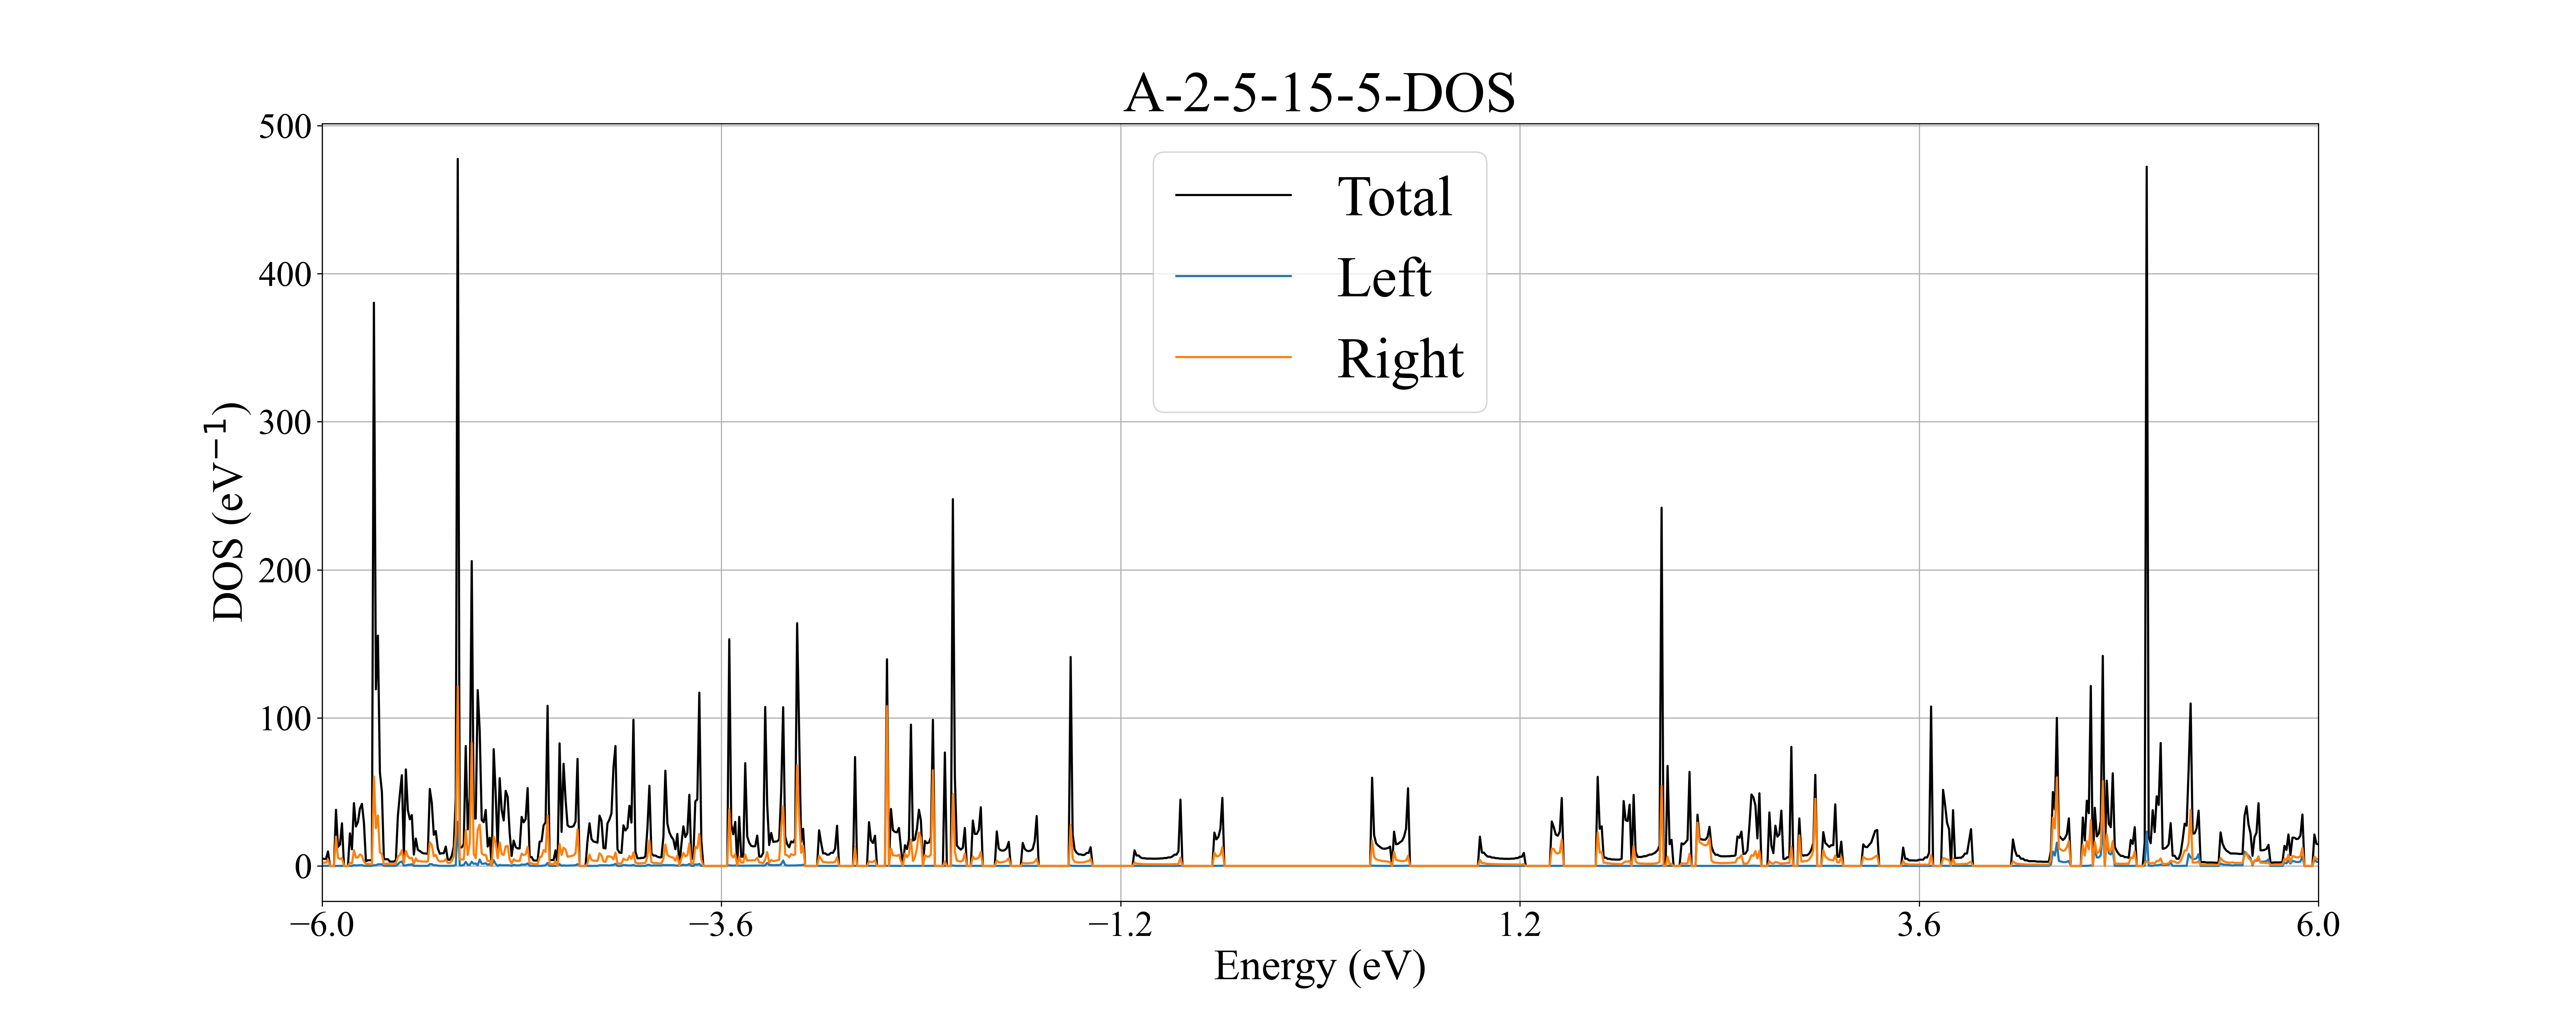 A-2-5-15-5-DOS
500
400
300
200
100
0
DOS (eV⁻¹)
Total
Left
Right
−6.0 −3.6 −1.2 1.2 3.6 6.0
Energy (eV)